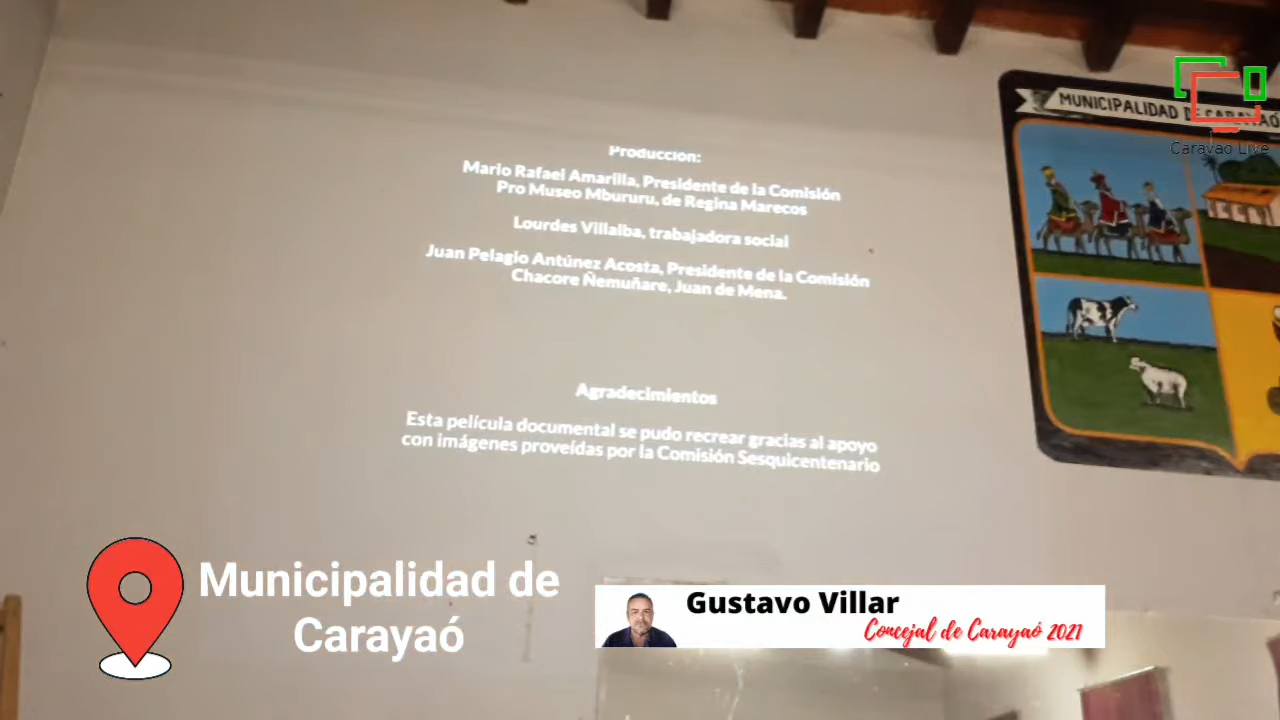 Produccion:
Mario Rafael Amarilla, Presidente de la Comisión
Pro Museo Mbururu, de Regina Marecos
Lourdes Villalba, trabajadora social
Juan Pelagio Antúnez Acosta, Presidente de la Comisión
Chacore Ñemuñare, Juan de Mena.
Agradecimientos
Esta película documental se pudo recrear gracias al apoyo
con imágenes proveídas por la Comisión Sesquicentenario
MUNICIPALIDAD DE CARAYAÓ
Carayao Live
Municipalidad de
Carayaó
Gustavo Villar
Concejal de Carayaó 2021